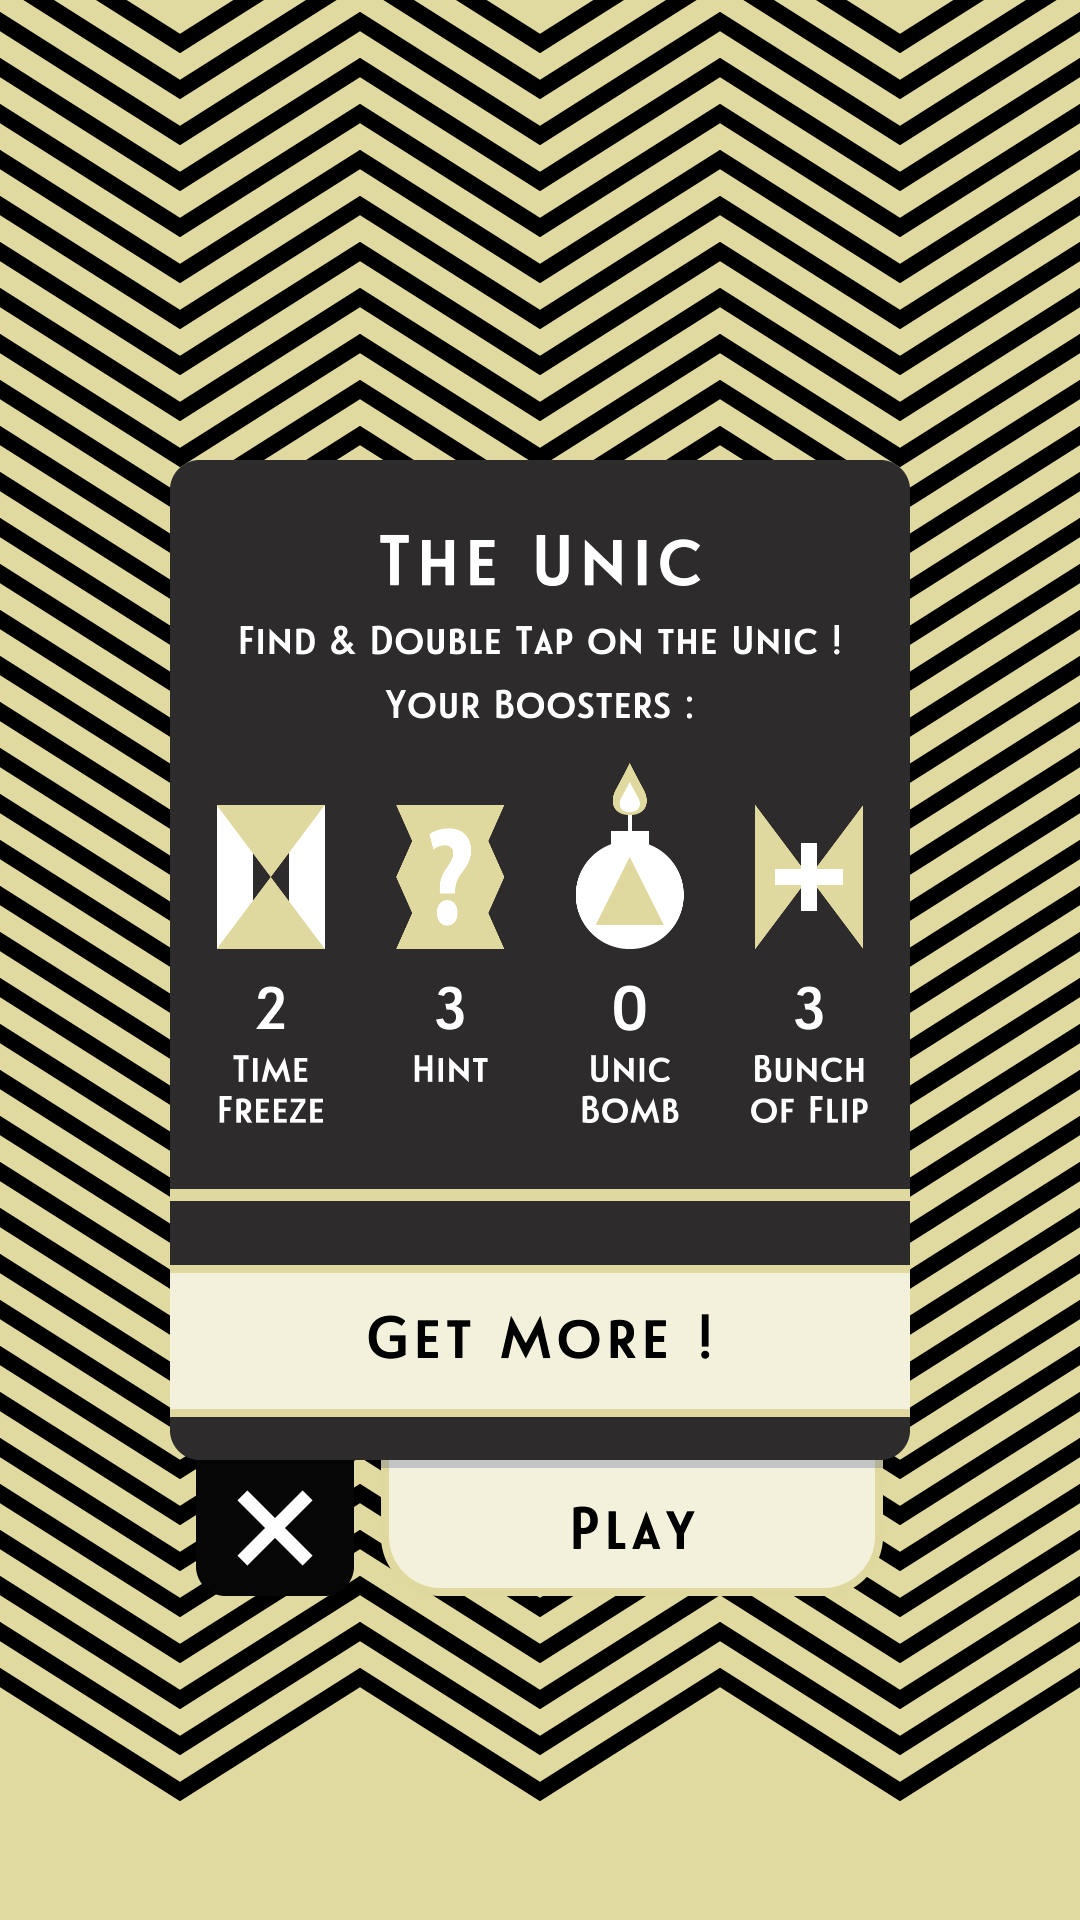 The Unic
Find & Double Tap on the Unic !
Your Boosters :
?
2 3 0 3
Time Freeze
Hint
Unic Bomb
Bunch of Flip
Get More !
Play